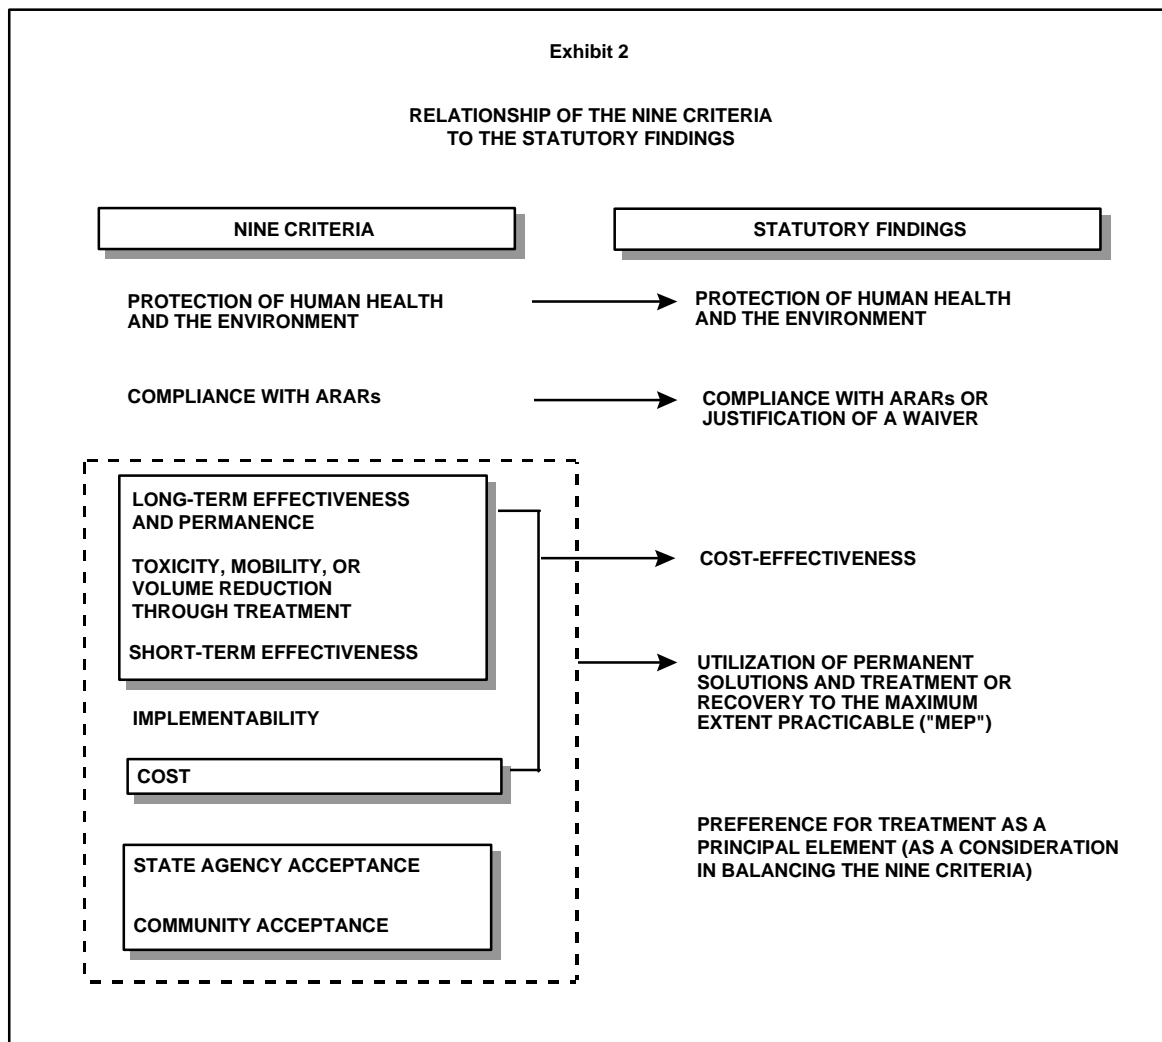 Exhibit 2
RELATIONSHIP OF THE NINE CRITERIA
TO THE STATUTORY FINDINGS
NINE CRITERIA
STATUTORY FINDINGS
PROTECTION OF HUMAN HEALTH
AND THE ENVIRONMENT
PROTECTION OF HUMAN HEALTH
AND THE ENVIRONMENT
COMPLIANCE WITH ARARs
COMPLIANCE WITH ARARs OR
JUSTIFICATION OF A WAIVER
LONG-TERM EFFECTIVENESS
AND PERMANENCE
TOXICITY, MOBILITY, OR
VOLUME REDUCTION
THROUGH TREATMENT
SHORT-TERM EFFECTIVENESS
IMPLEMENTABILITY
COST
STATE AGENCY ACCEPTANCE
COMMUNITY ACCEPTANCE
COST-EFFECTIVENESS
UTILIZATION OF PERMANENT
SOLUTIONS AND TREATMENT OR
RECOVERY TO THE MAXIMUM
EXTENT PRACTICABLE ("MEP")
PREFERENCE FOR TREATMENT AS A
PRINCIPAL ELEMENT (AS A CONSIDERATION
IN BALANCING THE NINE CRITERIA)